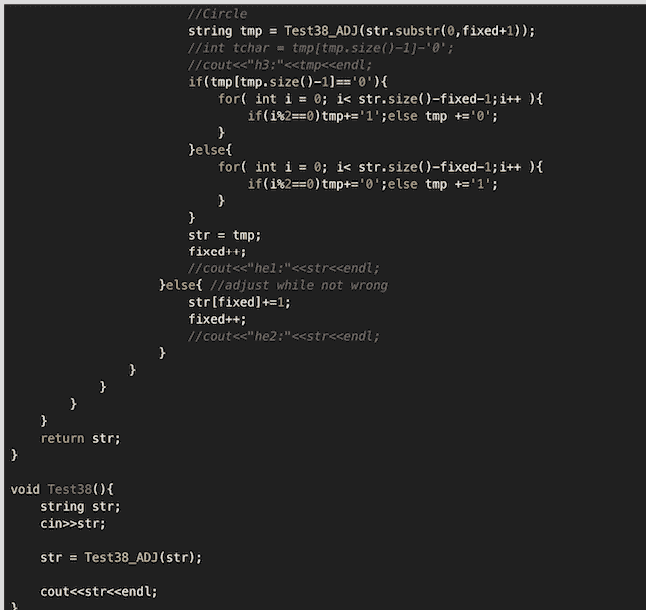 //Circle
string tmp = Test38_ADJ(str.substr(0,fixed+1));
//int tchar = tmp[tmp.size()-1]-'0';
//cout<<"h3:"<<tmp<<endl;
if(tmp[tmp.size()-1]=='0'){
for( int i = 0; i< str.size()-fixed-1;i++ ){
if(i%2==0)tmp+='1';else tmp +='0';
}
}else{
for( int i = 0; i< str.size()-fixed-1;i++ ){
if(i%2==0)tmp+='0';else tmp +='1';
}
}
str = tmp;
fixed++;
//cout<<"he1:"<<str<<endl;
}else{ //adjust while not wrong
str[fixed]+=1;
fixed++;
//cout<<"he2:"<<str<<endl;
}
}
}
}
}
return str;
}
void Test38(){
string str;
cin>>str;
str = Test38_ADJ(str);
cout<<str<<endl;
}